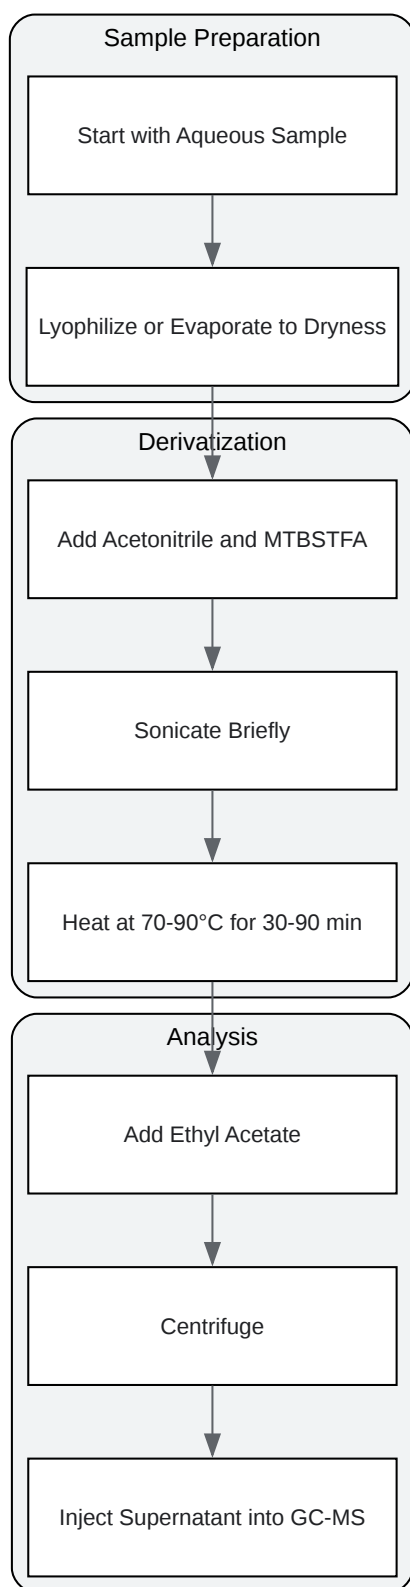 Sample Preparation
Start with Aqueous Sample
Lyophilize or Evaporate to Dryness
Derivatization
Add Acetonitrile and MTBSTFA
Sonicate Briefly
Heat at 70-90°C for 30-90 min
Analysis
Add Ethyl Acetate
Centrifuge
Inject Supernatant into GC-MS